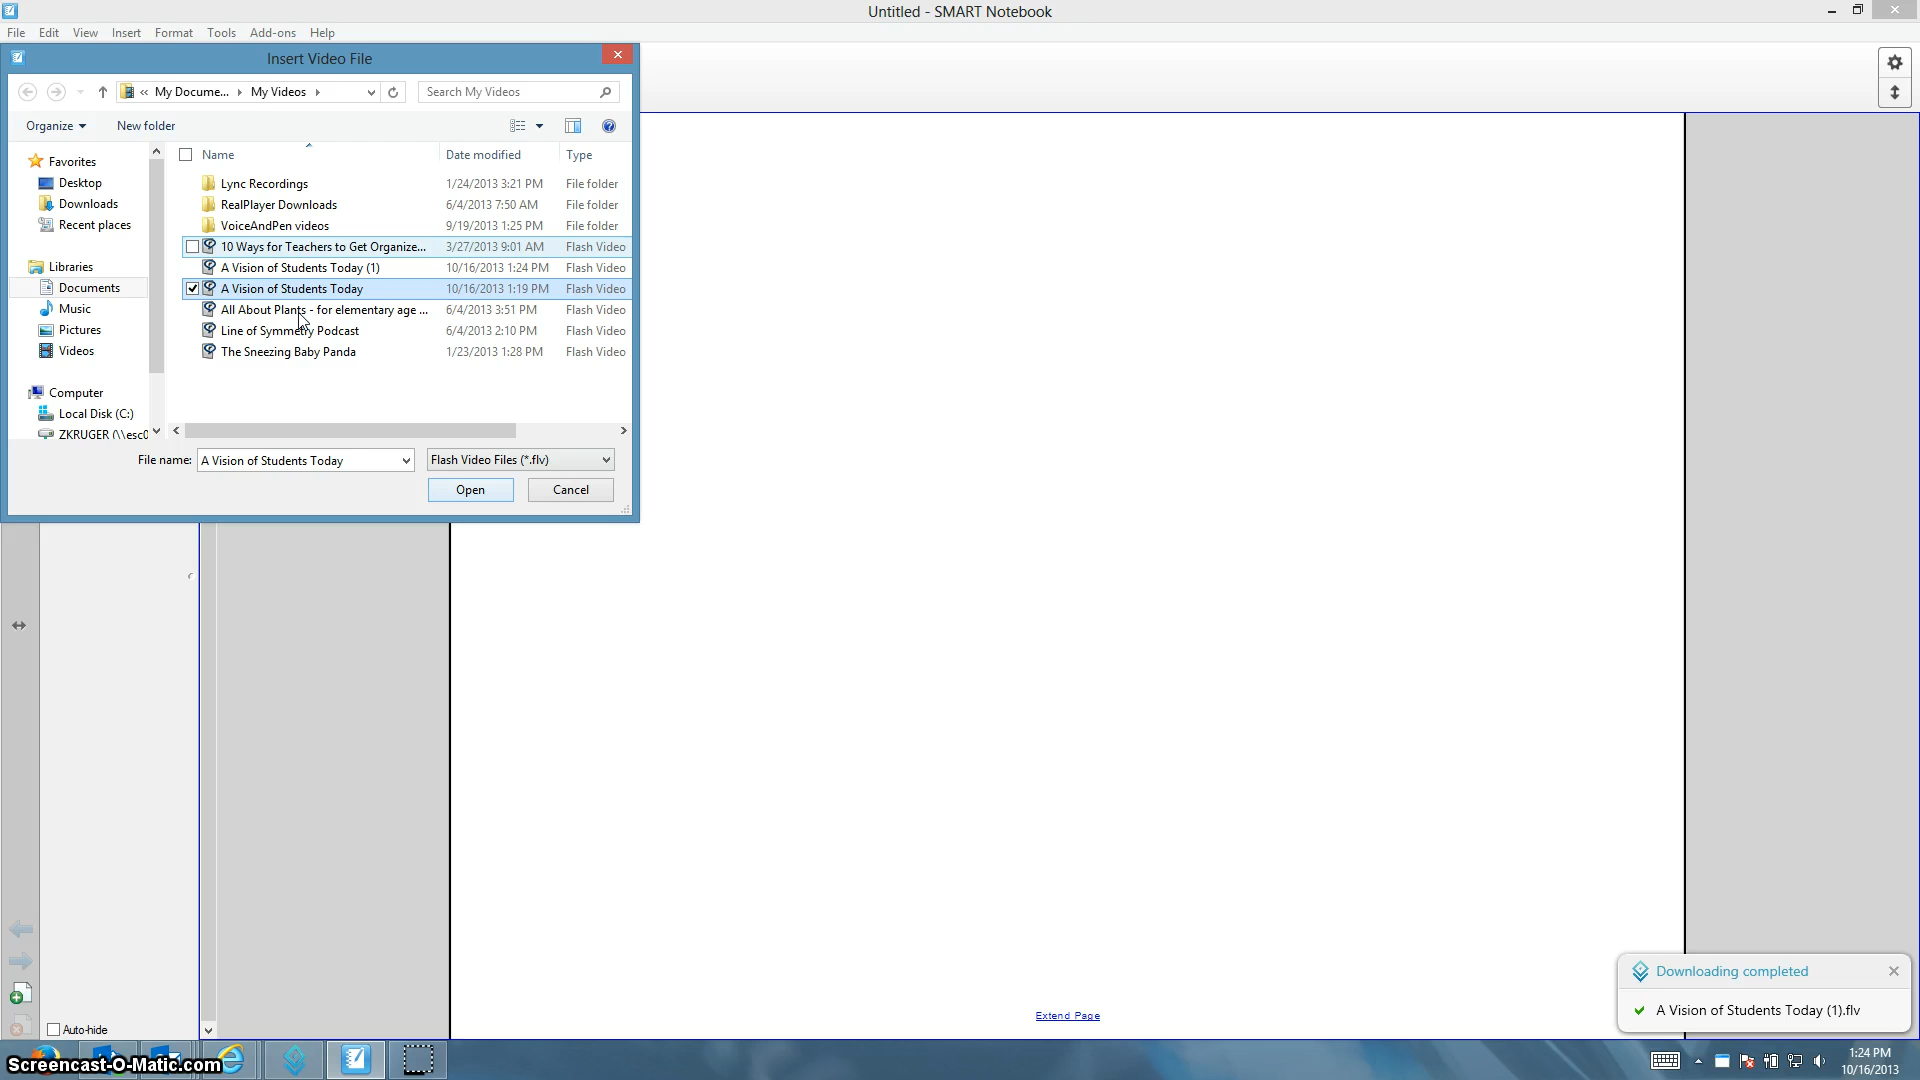 Untitled - SMART Notebook
File Edit View Insert Format Tools Add-ons Help
Insert Video File
« My Docume... My Videos
Search My Videos
Organize New folder
Name Date modified Type
Favorites
Desktop
Downloads
Recent places
Libraries
Documents
Music
Pictures
Videos
Computer
Local Disk (C:)
ZKRUGER (\\esc0
Lync Recordings 1/24/2013 3:21 PM File folder
RealPlayer Downloads 6/4/2013 7:50 AM File folder
VoiceAndPen videos 9/19/2013 1:25 PM File folder
10 Ways for Teachers to Get Organize... 3/27/2013 9:01 AM Flash Video
A Vision of Students Today (1) 10/16/2013 1:24 PM Flash Video
A Vision of Students Today 10/16/2013 1:19 PM Flash Video
All About Plants - for elementary age ... 6/4/2013 3:51 PM Flash Video
Line of Symmetry Podcast 6/4/2013 2:10 PM Flash Video
The Sneezing Baby Panda 1/23/2013 1:28 PM Flash Video
File name: A Vision of Students Today Flash Video Files (*.flv)
Open Cancel
Extend Page
Downloading completed
A Vision of Students Today (1).flv
Auto-hide
Screencast-O-Matic.com
1:24 PM
10/16/2013